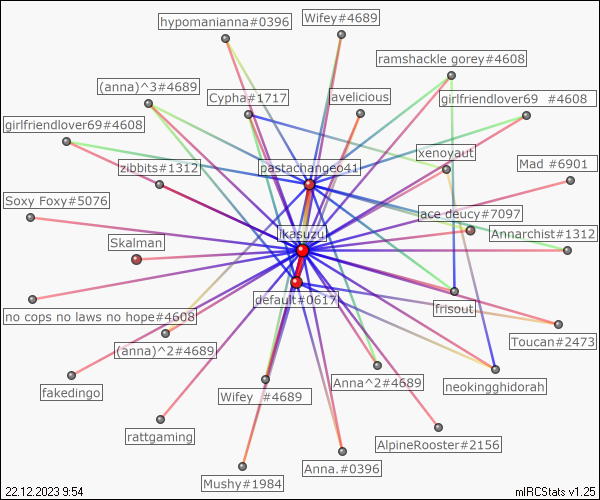 hypomanianna#0396
Wifey#4689
ramshackle gorey#4608
(anna)^3#4689
Cypha#1717
avelicious
girlfriendlover69 #4608
girlfriendlover69#4608
xenoyaut
zibbits#1312
pastachangeo41
Mad #6901
Soxy Foxy#5076
ace deucy#7097
Skalman
ikasuzu
Annarchist#1312
default#0617
frisout
no cops no laws no hope#4608
Toucan#2473
(anna)^2#4689
fakedingo
Wifey #4689
Anna^2#4689
neokingghidorah
rattgaming
AlpineRooster#2156
Mushy#1984
Anna.#0396
22.12.2023 9:54
mIRCStats v1.25